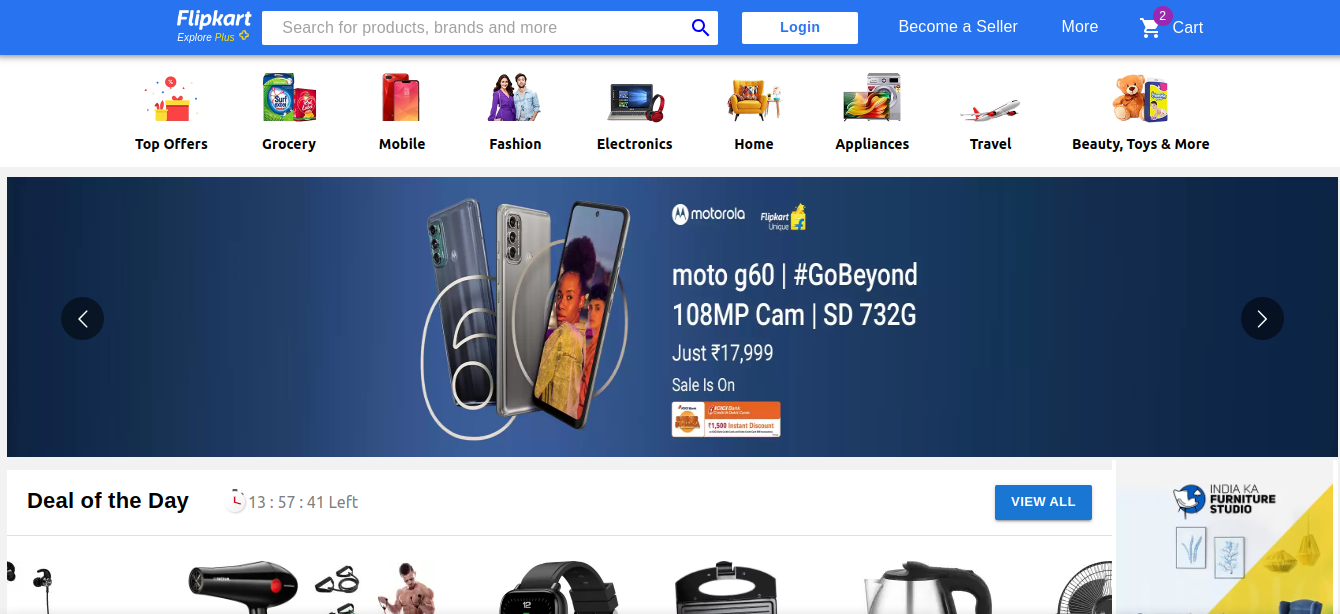 Flipkart
Explore Plus
Search for products, brands and more
Login
Become a Seller
More
2
Cart
Top Offers
Grocery
Mobile
Fashion
Electronics
Home
Appliances
Travel
Beauty, Toys & More
motorola
Flipkart
Unique
moto g60 | #GoBeyond
108MP Cam | SD 732G
Just ₹17,999
Sale Is On
ICICI Bank
₹1,500 Instant Discount
Deal of the Day
13 : 57 : 41 Left
VIEW ALL
INDIA KA
FURNITURE
STUDIO
12